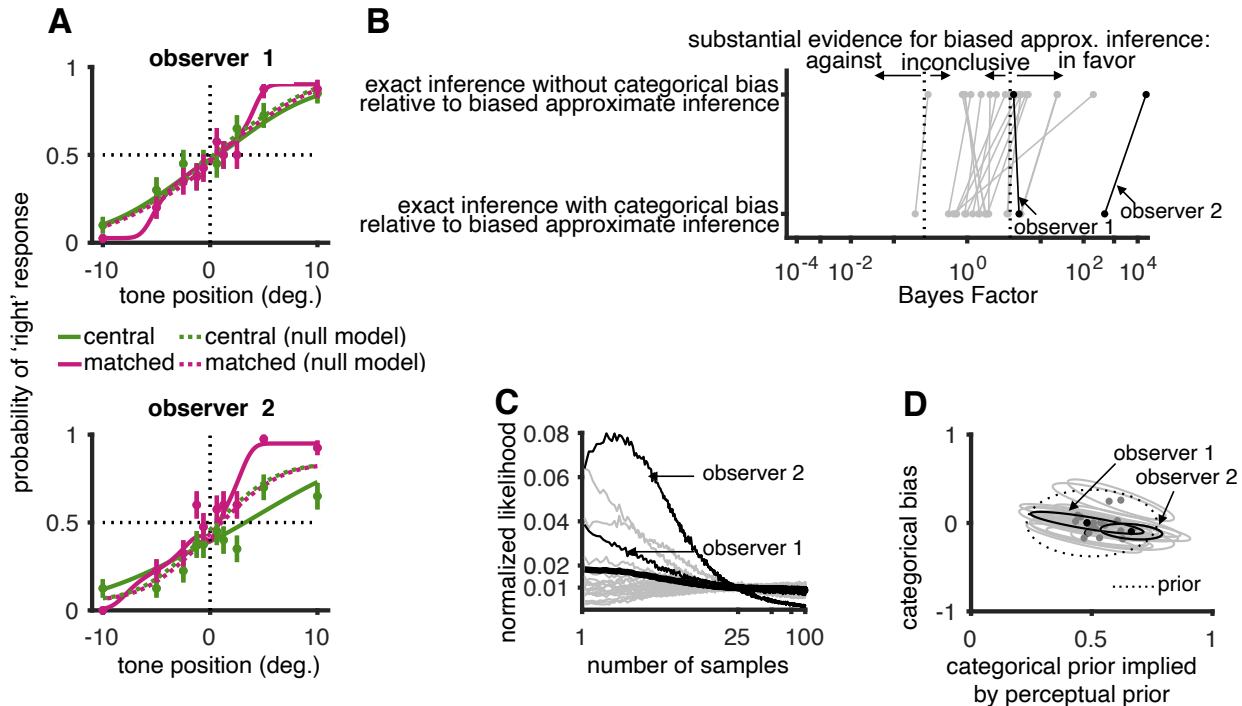 A
observer 1
1
0.5
0
-10
0
10
tone position (deg.)
probability of 'right' response
central
central (null model)
matched
matched (null model)
observer 2
1
0.5
0
-10
0
10
tone position (deg.)
B
substantial evidence for biased approx. inference:
against
inconclusive
in favor
exact inference without categorical bias
relative to biased approximate inference
exact inference with categorical bias
relative to biased approximate inference
observer 1
observer 2
10^-4
10^-2
10^0
10^2
10^4
Bayes Factor
C
normalized likelihood
0.08
0.06
0.04
0.02
0.01
observer 2
observer 1
1
25
100
number of samples
D
categorical bias
1
0
-1
observer 1
observer 2
prior
0
0.5
1
categorical prior implied
by perceptual prior